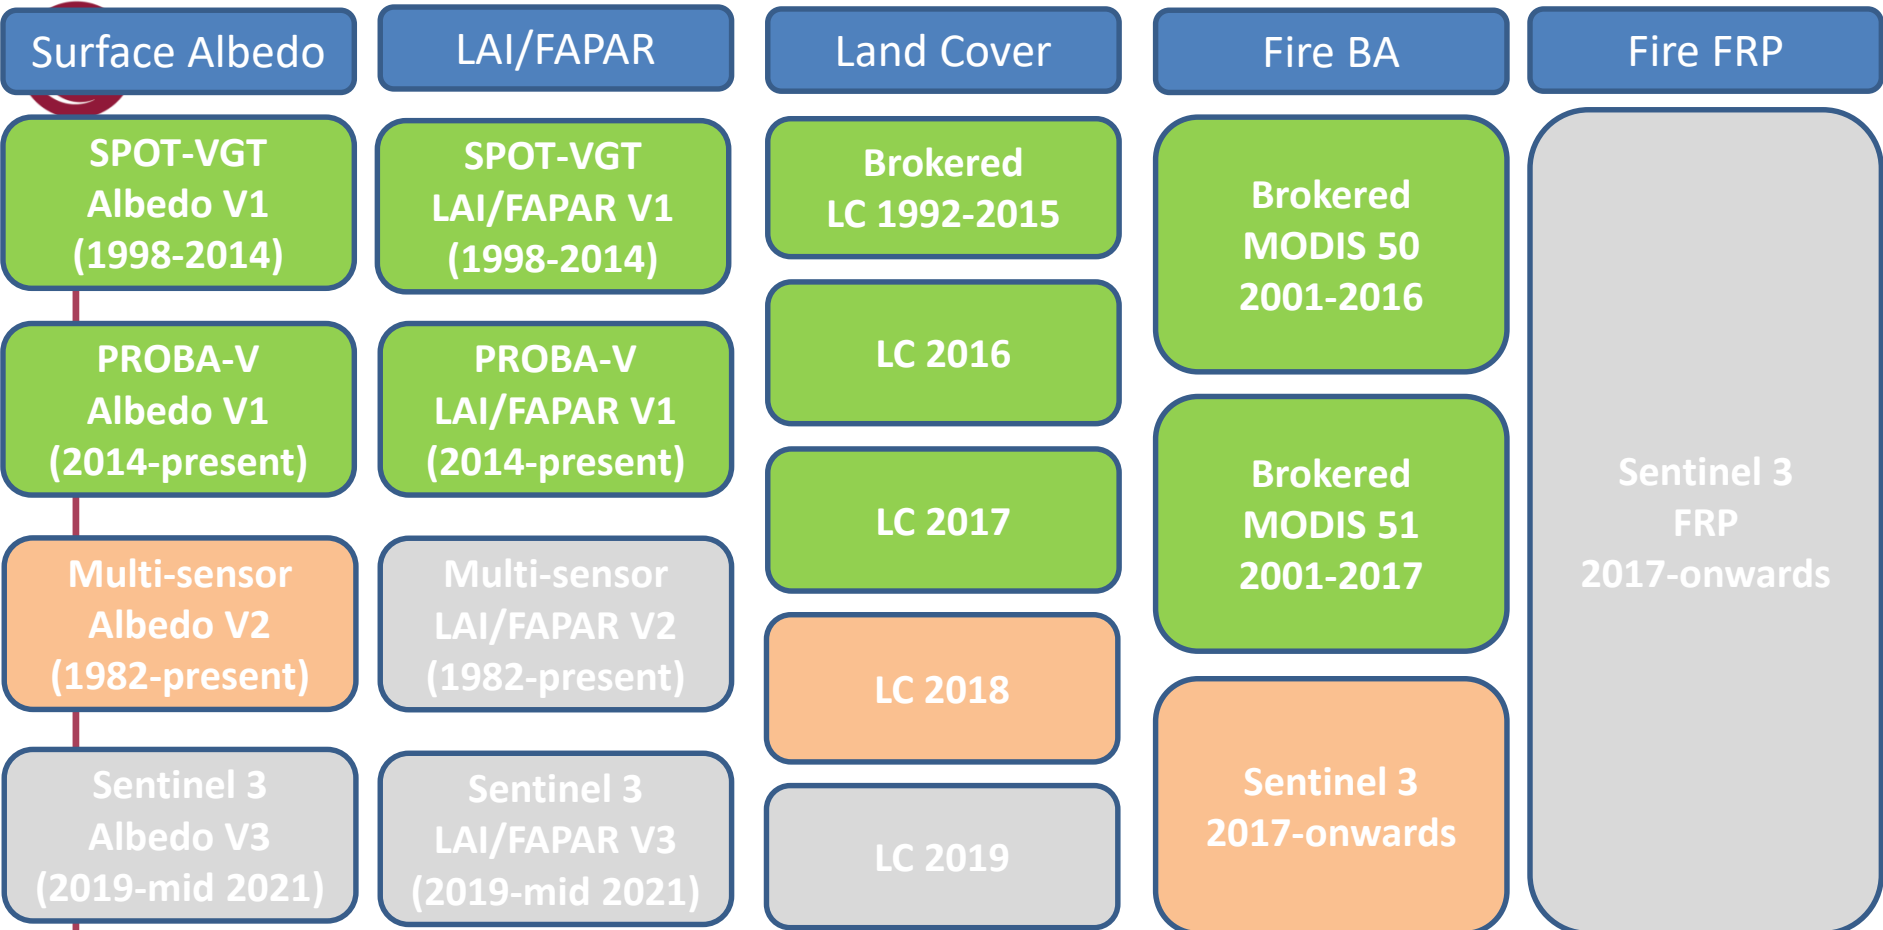 Surface Albedo
SPOT-VGT
Albedo V1
(1998-2014)
PROBA-V
Albedo V1
(2014-present)
Multi-sensor
Albedo V2
(1982-present)
Sentinel 3
Albedo V3
(2019-mid 2021)
LAI/FAPAR
SPOT-VGT
LAI/FAPAR V1
(1998-2014)
PROBA-V
LAI/FAPAR V1
(2014-present)
Multi-sensor
LAI/FAPAR V2
(1982-present)
Sentinel 3
LAI/FAPAR V3
(2019-mid 2021)
Land Cover
Brokered
LC 1992-2015
LC 2016
LC 2017
LC 2018
LC 2019
Fire BA
Brokered
MODIS 50
2001-2016
Brokered
MODIS 51
2001-2017
Sentinel 3
2017-onwards
Fire FRP
Sentinel 3
FRP
2017-onwards